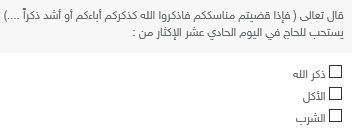 قال تعالى ( فإذا قضيتم مناسككم فاذكروا الله كذكركم أباءكم أو أشد ذكراً ....)
يستحب للحاج في اليوم الحادي عشر الإكثار من :
ذكر الله
الأكل
الشرب